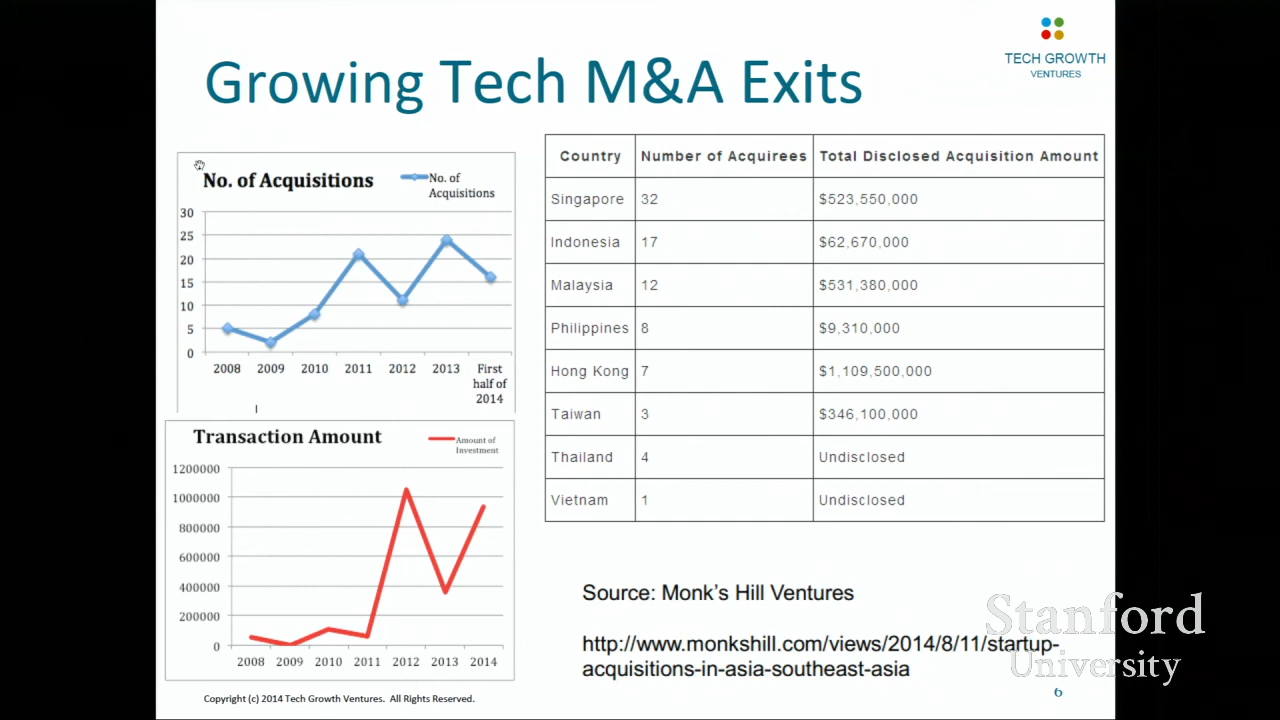 Growing Tech M&A Exits
TECH GROWTH
VENTURES
No. of Acquisitions
No. of
Acquisitions
30
25
20
15
10
5
0
2008 2009 2010 2011 2012 2013 First
half of
2014
Transaction Amount
Amount of
Investment
1200000
1000000
800000
600000
400000
200000
0
2008 2009 2010 2011 2012 2013 2014
Country Number of Acquirees Total Disclosed Acquisition Amount
Singapore 32 $523,550,000
Indonesia 17 $62,670,000
Malaysia 12 $531,380,000
Philippines 8 $9,310,000
Hong Kong 7 $1,109,500,000
Taiwan 3 $346,100,000
Thailand 4 Undisclosed
Vietnam 1 Undisclosed
Source: Monk's Hill Ventures
http://www.monkshill.com/views/2014/8/11/startup-
acquisitions-in-asia-southeast-asia
Stanford
University
Copyright (c) 2014 Tech Growth Ventures. All Rights Reserved.
6